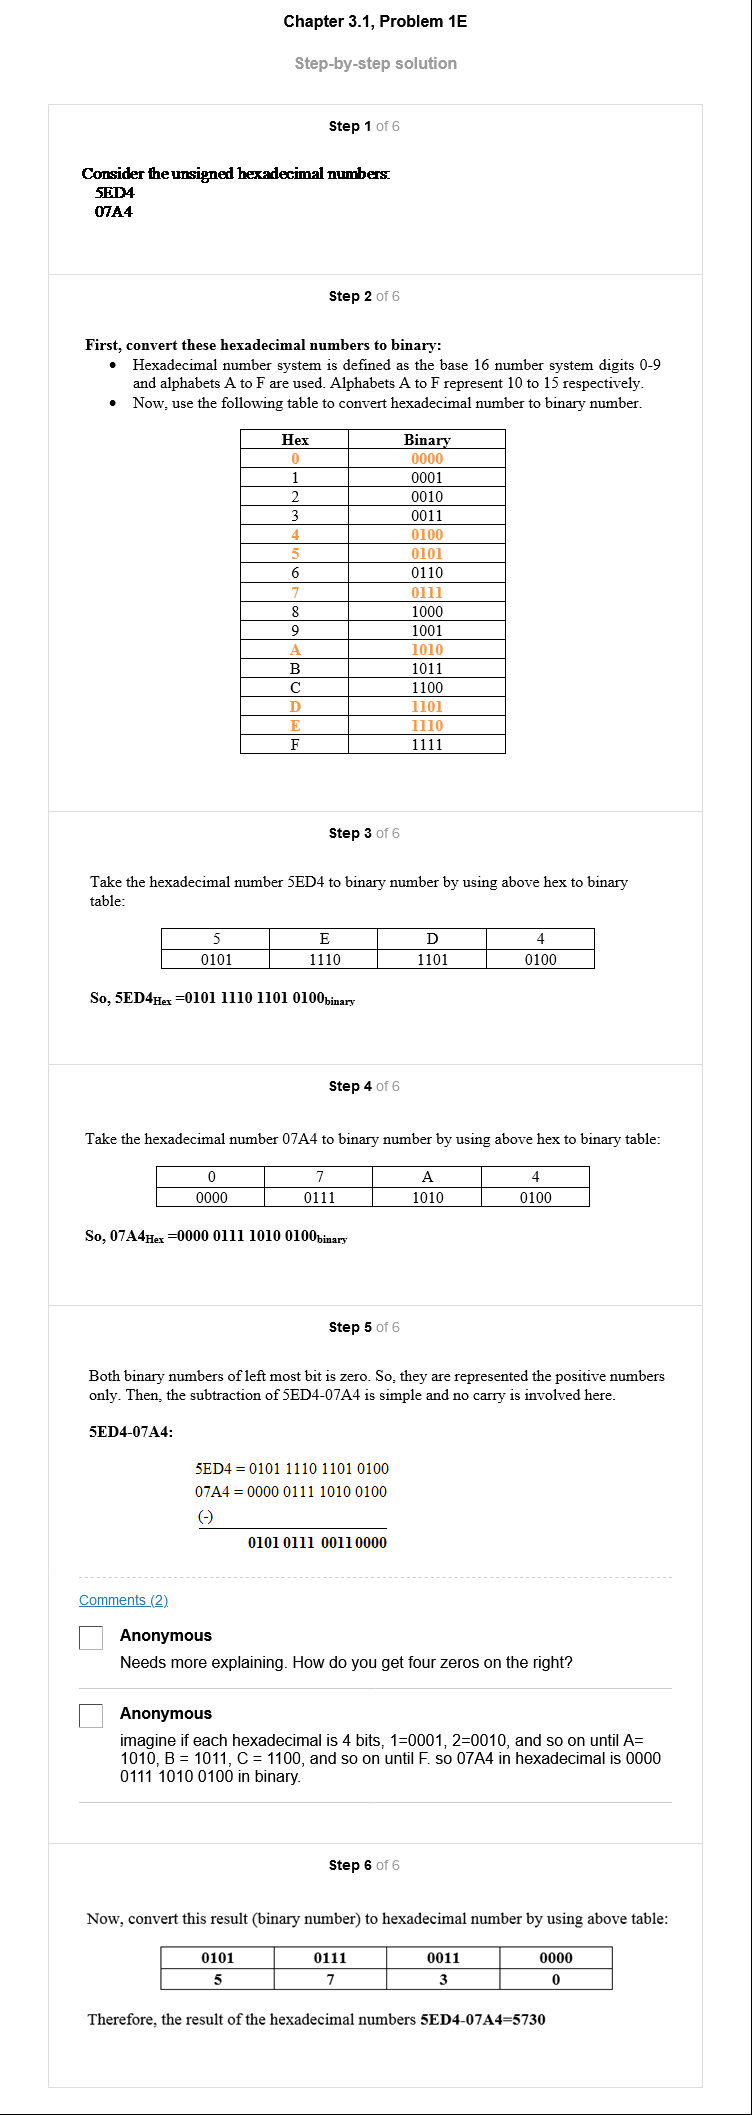 Chapter 3.1, Problem 1E
Step-by-step solution
Step 1 of 6
Consider the unsigned hexadecimal numbers:
5ED4
07A4
Step 2 of 6
First, convert these hexadecimal numbers to binary:
• Hexadecimal number system is defined as the base 16 number system digits 0-9
and alphabets A to F are used. Alphabets A to F represent 10 to 15 respectively.
• Now, use the following table to convert hexadecimal number to binary number.
Hex Binary
0 0000
1 0001
2 0010
3 0011
4 0100
5 0101
6 0110
7 0111
8 1000
9 1001
A 1010
B 1011
C 1100
D 1101
E 1110
F 1111
Step 3 of 6
Take the hexadecimal number 5ED4 to binary number by using above hex to binary
table:
5 E D 4
0101 1110 1101 0100
So, 5ED4Hex =0101 1110 1101 0100binary
Step 4 of 6
Take the hexadecimal number 07A4 to binary number by using above hex to binary table:
0 7 A 4
0000 0111 1010 0100
So, 07A4Hex =0000 0111 1010 0100binary
Step 5 of 6
Both binary numbers of left most bit is zero. So, they are represented the positive numbers
only. Then, the subtraction of 5ED4-07A4 is simple and no carry is involved here.
5ED4-07A4:
5ED4 = 0101 1110 1101 0100
07A4 = 0000 0111 1010 0100
(-)
0101 0111 0011 0000
Comments (2)
Anonymous
Needs more explaining. How do you get four zeros on the right?
Anonymous
imagine if each hexadecimal is 4 bits, 1=0001, 2=0010, and so on until A=
1010, B = 1011, C = 1100, and so on until F. so 07A4 in hexadecimal is 0000
0111 1010 0100 in binary.
Step 6 of 6
Now, convert this result (binary number) to hexadecimal number by using above table:
0101 0111 0011 0000
5 7 3 0
Therefore, the result of the hexadecimal numbers 5ED4-07A4=5730